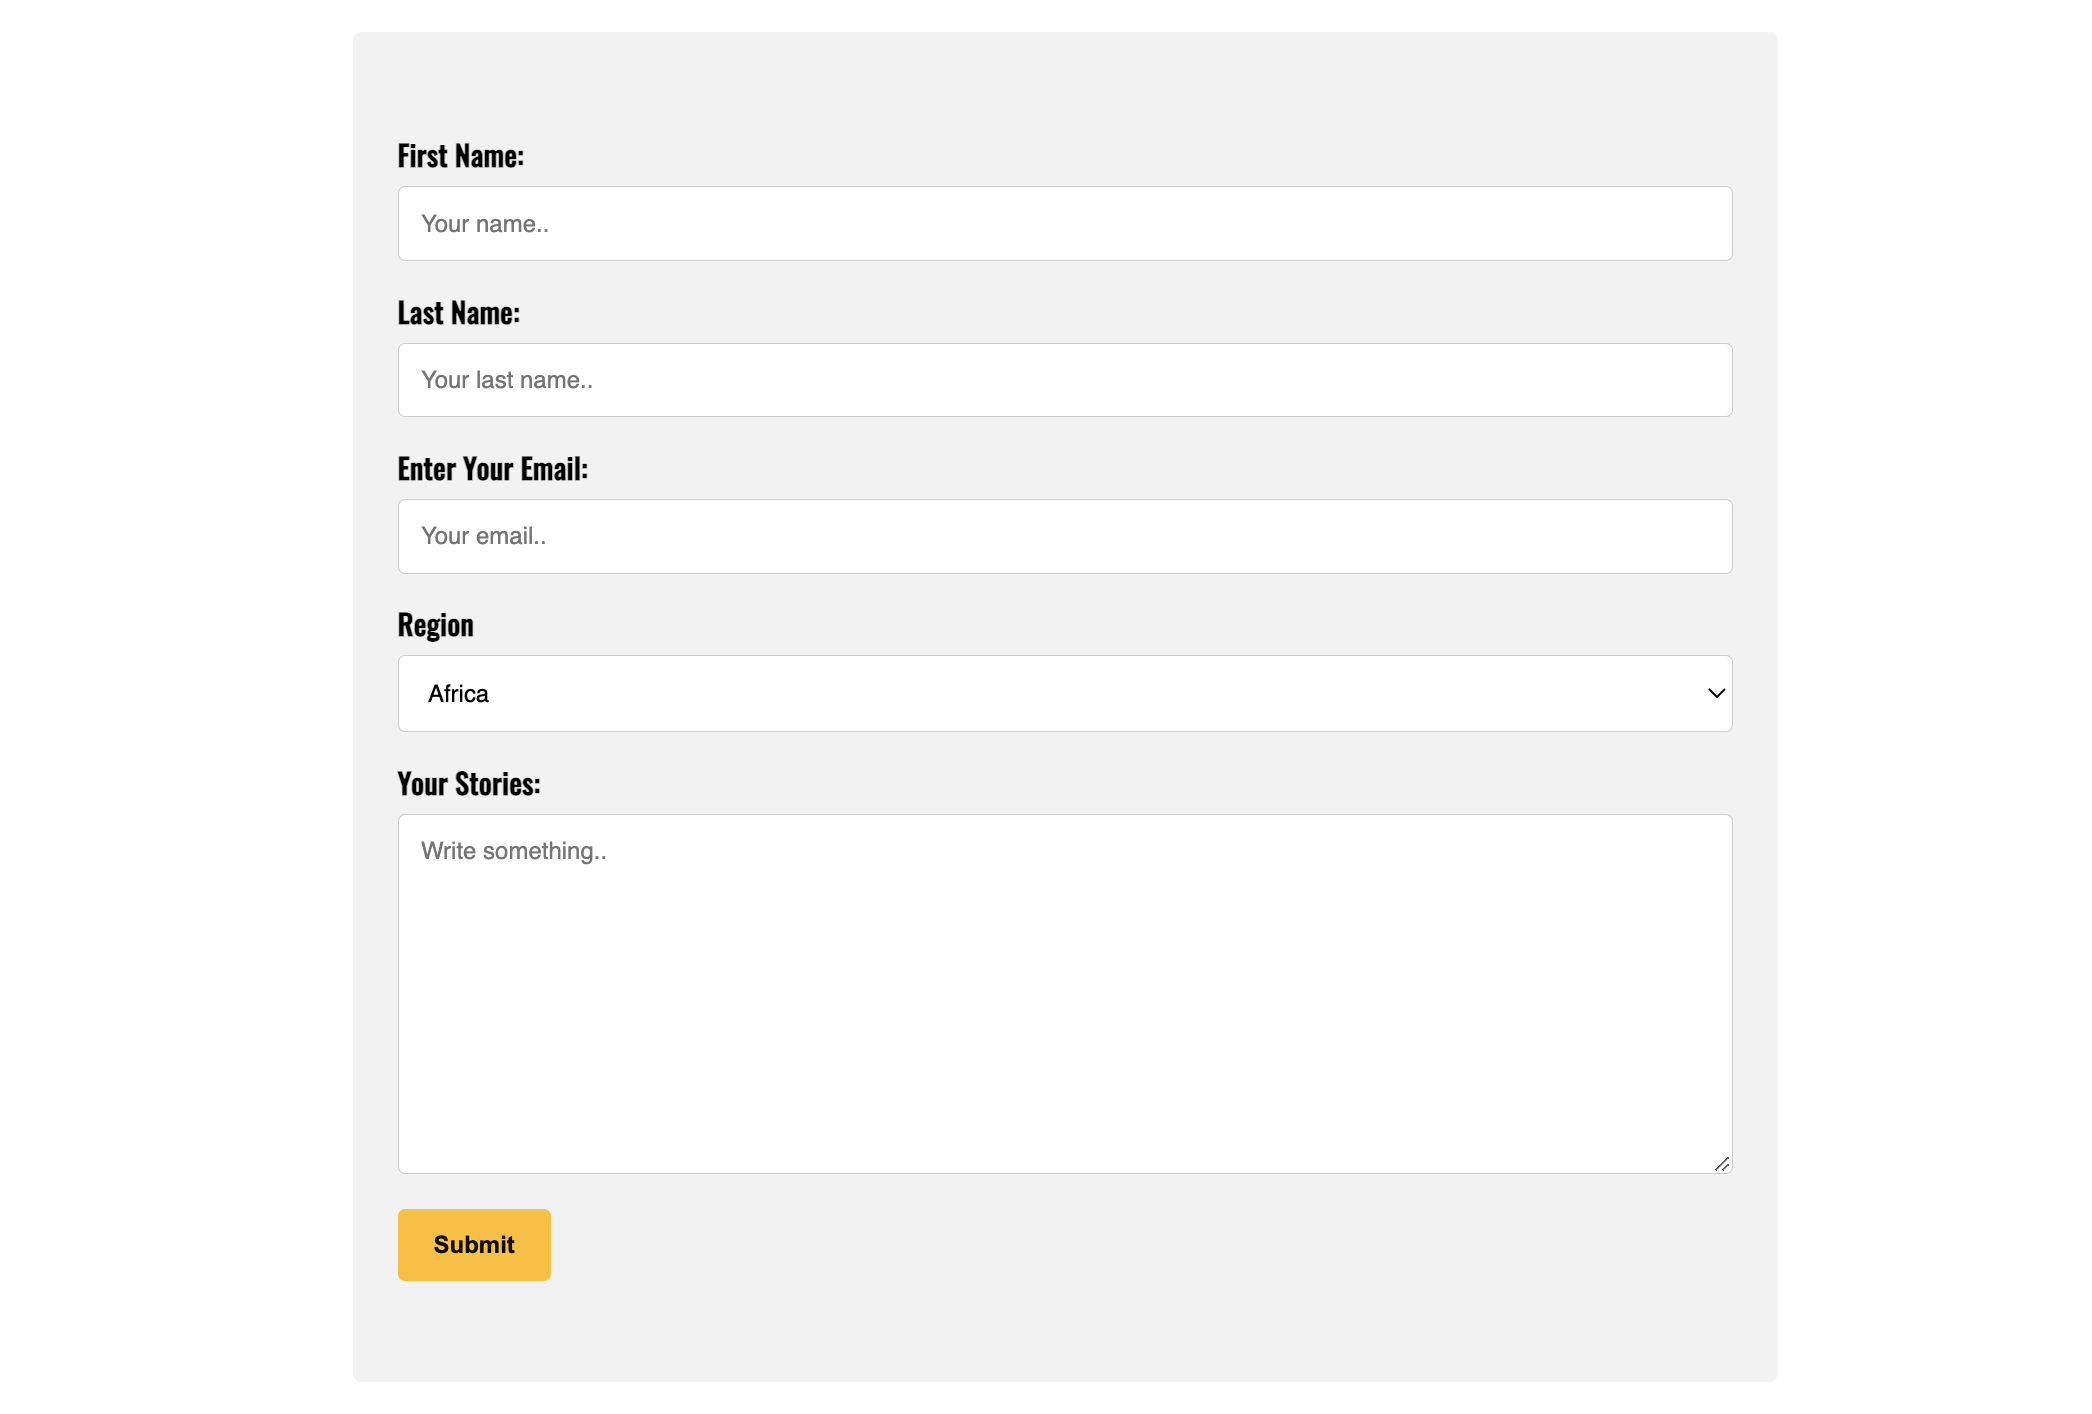 First Name:
Your name..
Last Name:
Your last name..
Enter Your Email:
Your email..
Region
Africa
Your Stories:
Write something..
Submit